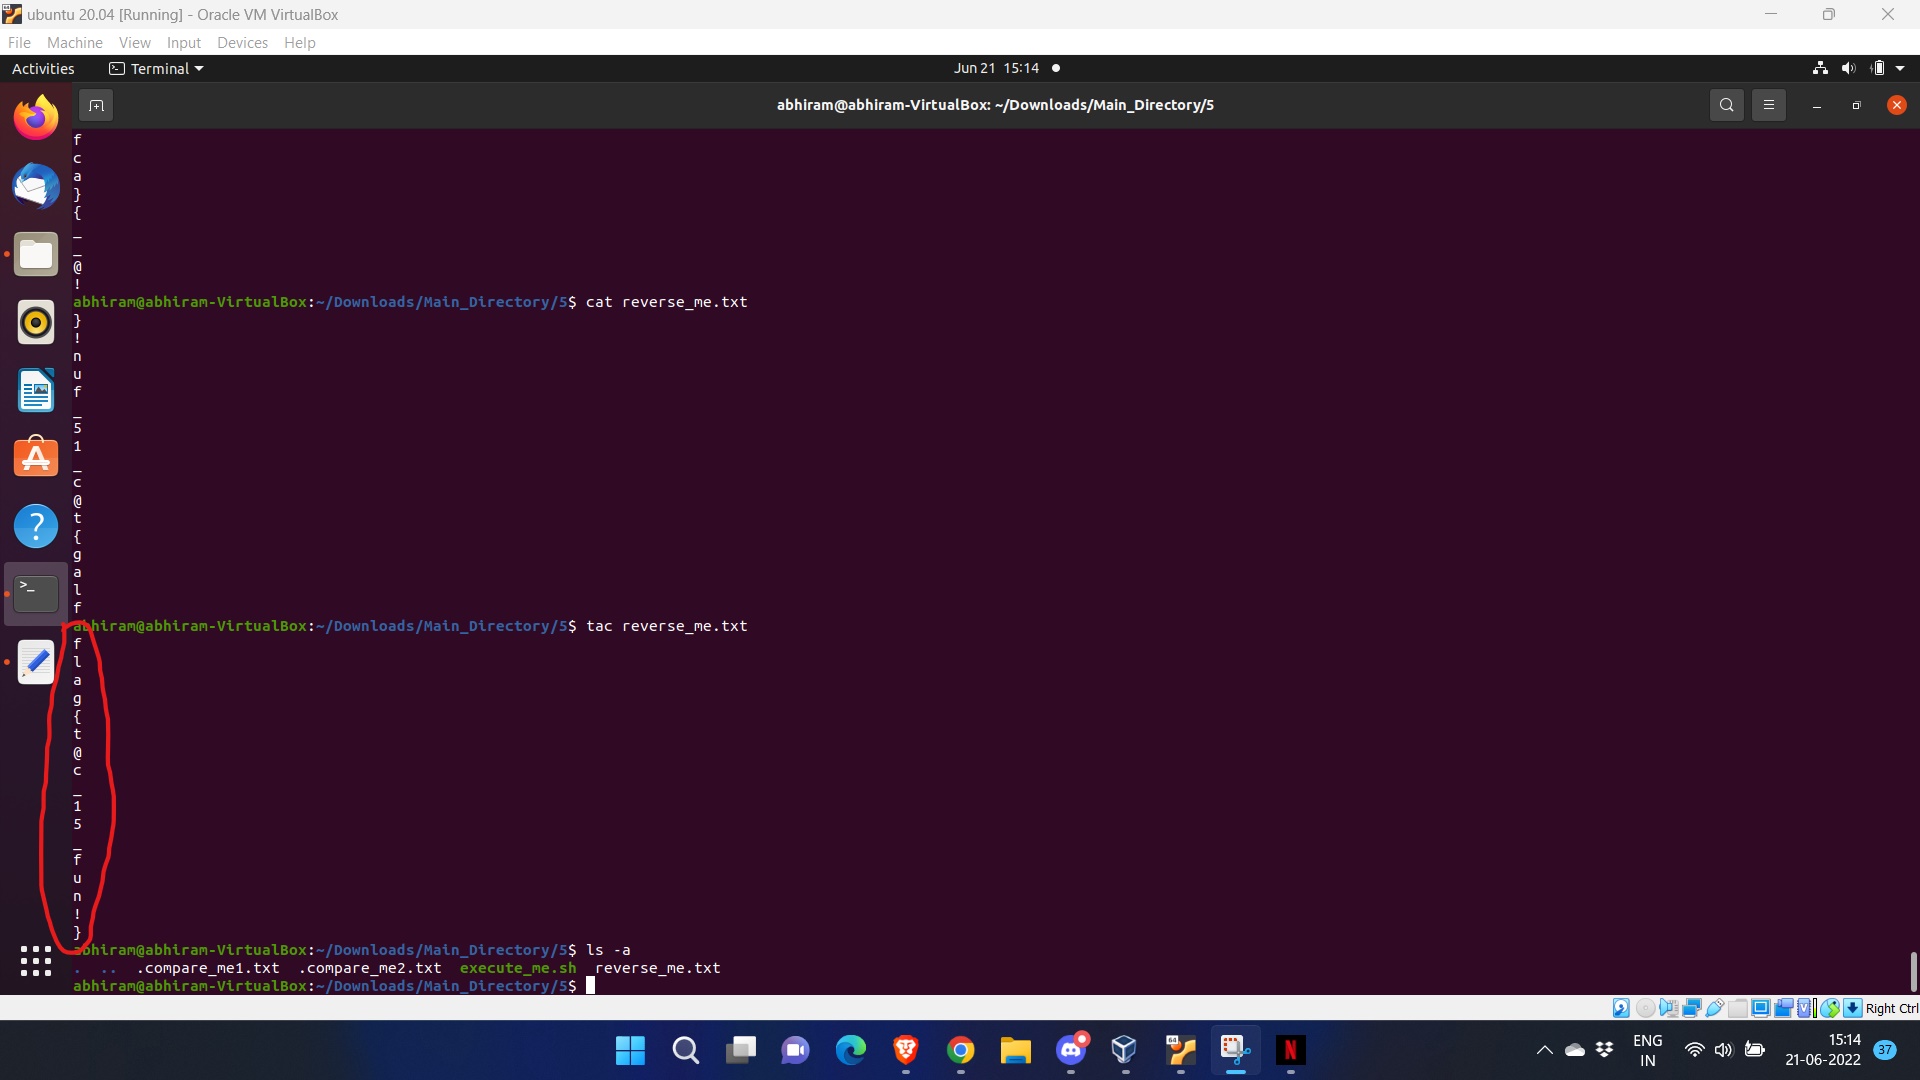 ubuntu 20.04 [Running] - Oracle VM VirtualBox
File Machine View Input Devices Help
Activities Terminal Jun 21 15:14
abhiram@abhiram-VirtualBox: ~/Downloads/Main_Directory/5
f
c
a
}
{
_
_
@
!
abhiram@abhiram-VirtualBox:~/Downloads/Main_Directory/5$ cat reverse_me.txt
}
!
n
u
f
_
5
1
_
c
@
t
{
g
a
l
f
abhiram@abhiram-VirtualBox:~/Downloads/Main_Directory/5$ tac reverse_me.txt
f
l
a
g
{
t
@
c
_
1
5
_
f
u
n
!
}
abhiram@abhiram-VirtualBox:~/Downloads/Main_Directory/5$ ls -a
. .. .compare_me1.txt .compare_me2.txt execute_me.sh reverse_me.txt
abhiram@abhiram-VirtualBox:~/Downloads/Main_Directory/5$
Right Ctrl
ENG
IN
15:14
21-06-2022
37